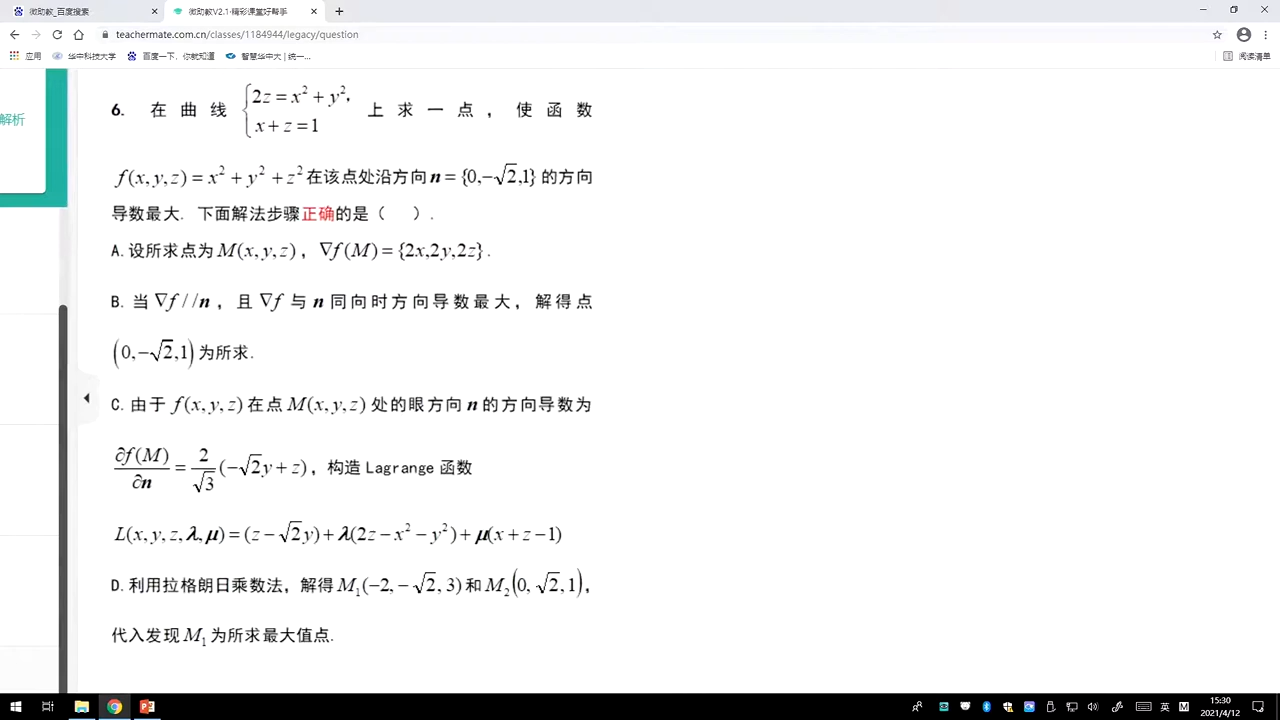 微助教_百度搜索
微助教V2.1-精彩课堂好帮手
teachermate.com.cn/classes/1184944/legacy/question
应用 华中科技大学 百度一下，你就知道 智慧华中大 | 统一... 阅读清单
解析
6. 在曲线 {2z = x² + y², x + z = 1 上求一点，使函数
f(x,y,z) = x² + y² + z² 在该点处沿方向 n = {0,−√2,1} 的方向
导数最大. 下面解法步骤正确的是（ ）.
A. 设所求点为 M(x,y,z)，∇f(M) = {2x,2y,2z}.
B. 当 ∇f//n，且 ∇f 与 n 同向时方向导数最大，解得点
(0,−√2,1) 为所求.
C. 由于 f(x,y,z) 在点 M(x,y,z) 处的眼方向 n 的方向导数为
∂f(M)/∂n = 2/√3 (−√2y + z)，构造 Lagrange 函数
L(x,y,z,λ,μ) = (z − √2y) + λ(2z − x² − y²) + μ(x + z − 1)
D. 利用拉格朗日乘数法，解得 M₁(−2,−√2,3) 和 M₂(0,√2,1)，
代入发现 M₁ 为所求最大值点.
英
15:30
2021/4/12